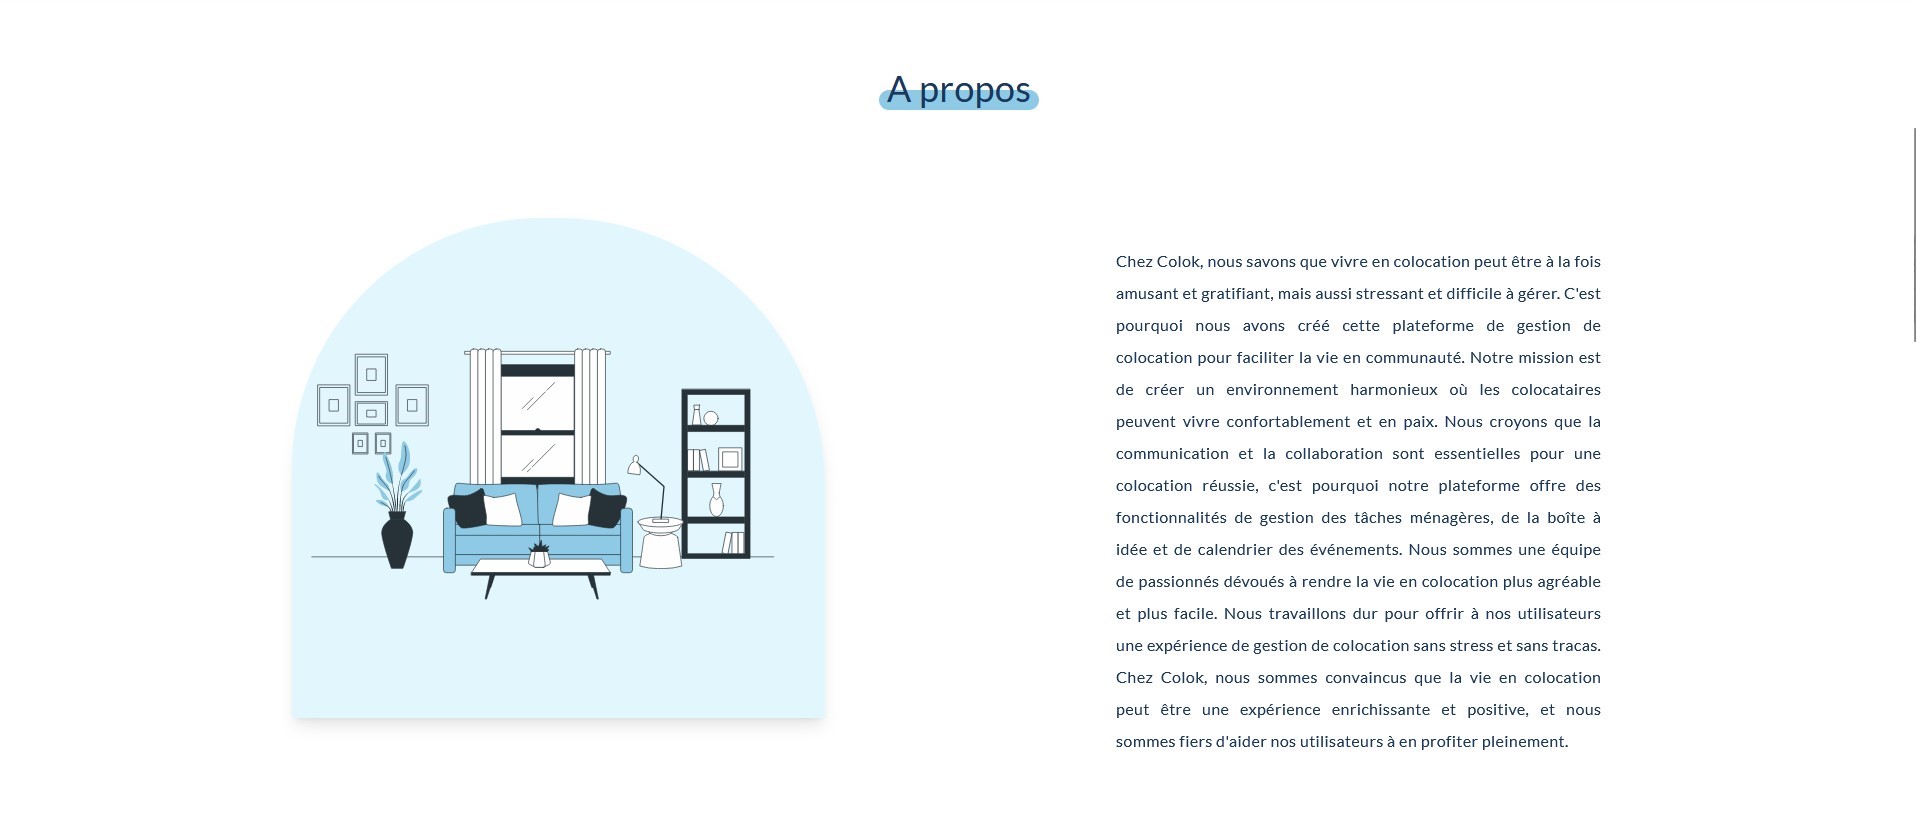 A propos
Chez Colok, nous savons que vivre en colocation peut être à la fois
amusant et gratifiant, mais aussi stressant et difficile à gérer. C'est
pourquoi nous avons créé cette plateforme de gestion de
colocation pour faciliter la vie en communauté. Notre mission est
de créer un environnement harmonieux où les colocataires
peuvent vivre confortablement et en paix. Nous croyons que la
communication et la collaboration sont essentielles pour une
colocation réussie, c'est pourquoi notre plateforme offre des
fonctionnalités de gestion des tâches ménagères, de la boîte à
idée et de calendrier des événements. Nous sommes une équipe
de passionnés dévoués à rendre la vie en colocation plus agréable
et plus facile. Nous travaillons dur pour offrir à nos utilisateurs
une expérience de gestion de colocation sans stress et sans tracas.
Chez Colok, nous sommes convaincus que la vie en colocation
peut être une expérience enrichissante et positive, et nous
sommes fiers d'aider nos utilisateurs à en profiter pleinement.